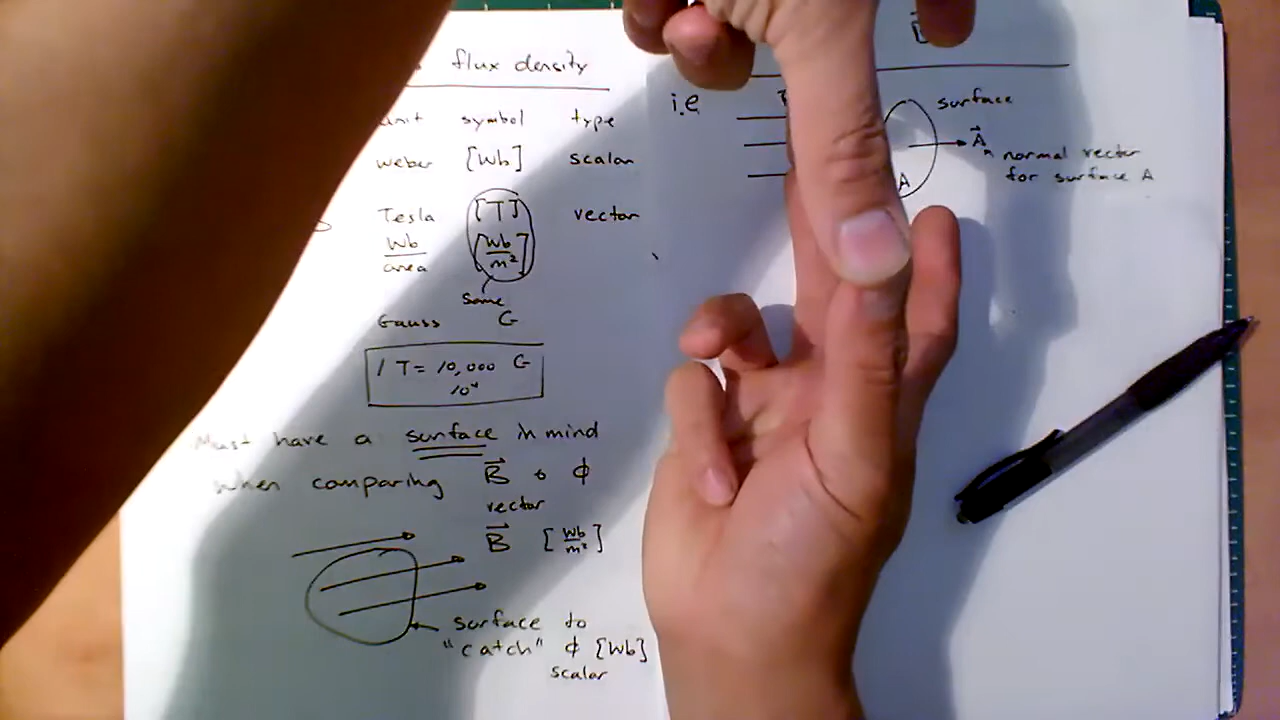 flux density
unit symbol type
Weber [Wb] scalar
Tesla [T] vector
Wb/area [Wb/m²]
same
Gauss G
1 T = 10,000 G
10⁴
Must have a surface in mind
when comparing B⃗ & ϕ
vector
B⃗ [Wb/m²]
surface to
"catch" ϕ [Wb]
scalar
i.e
surface
A⃗
normal vector
for surface A
A